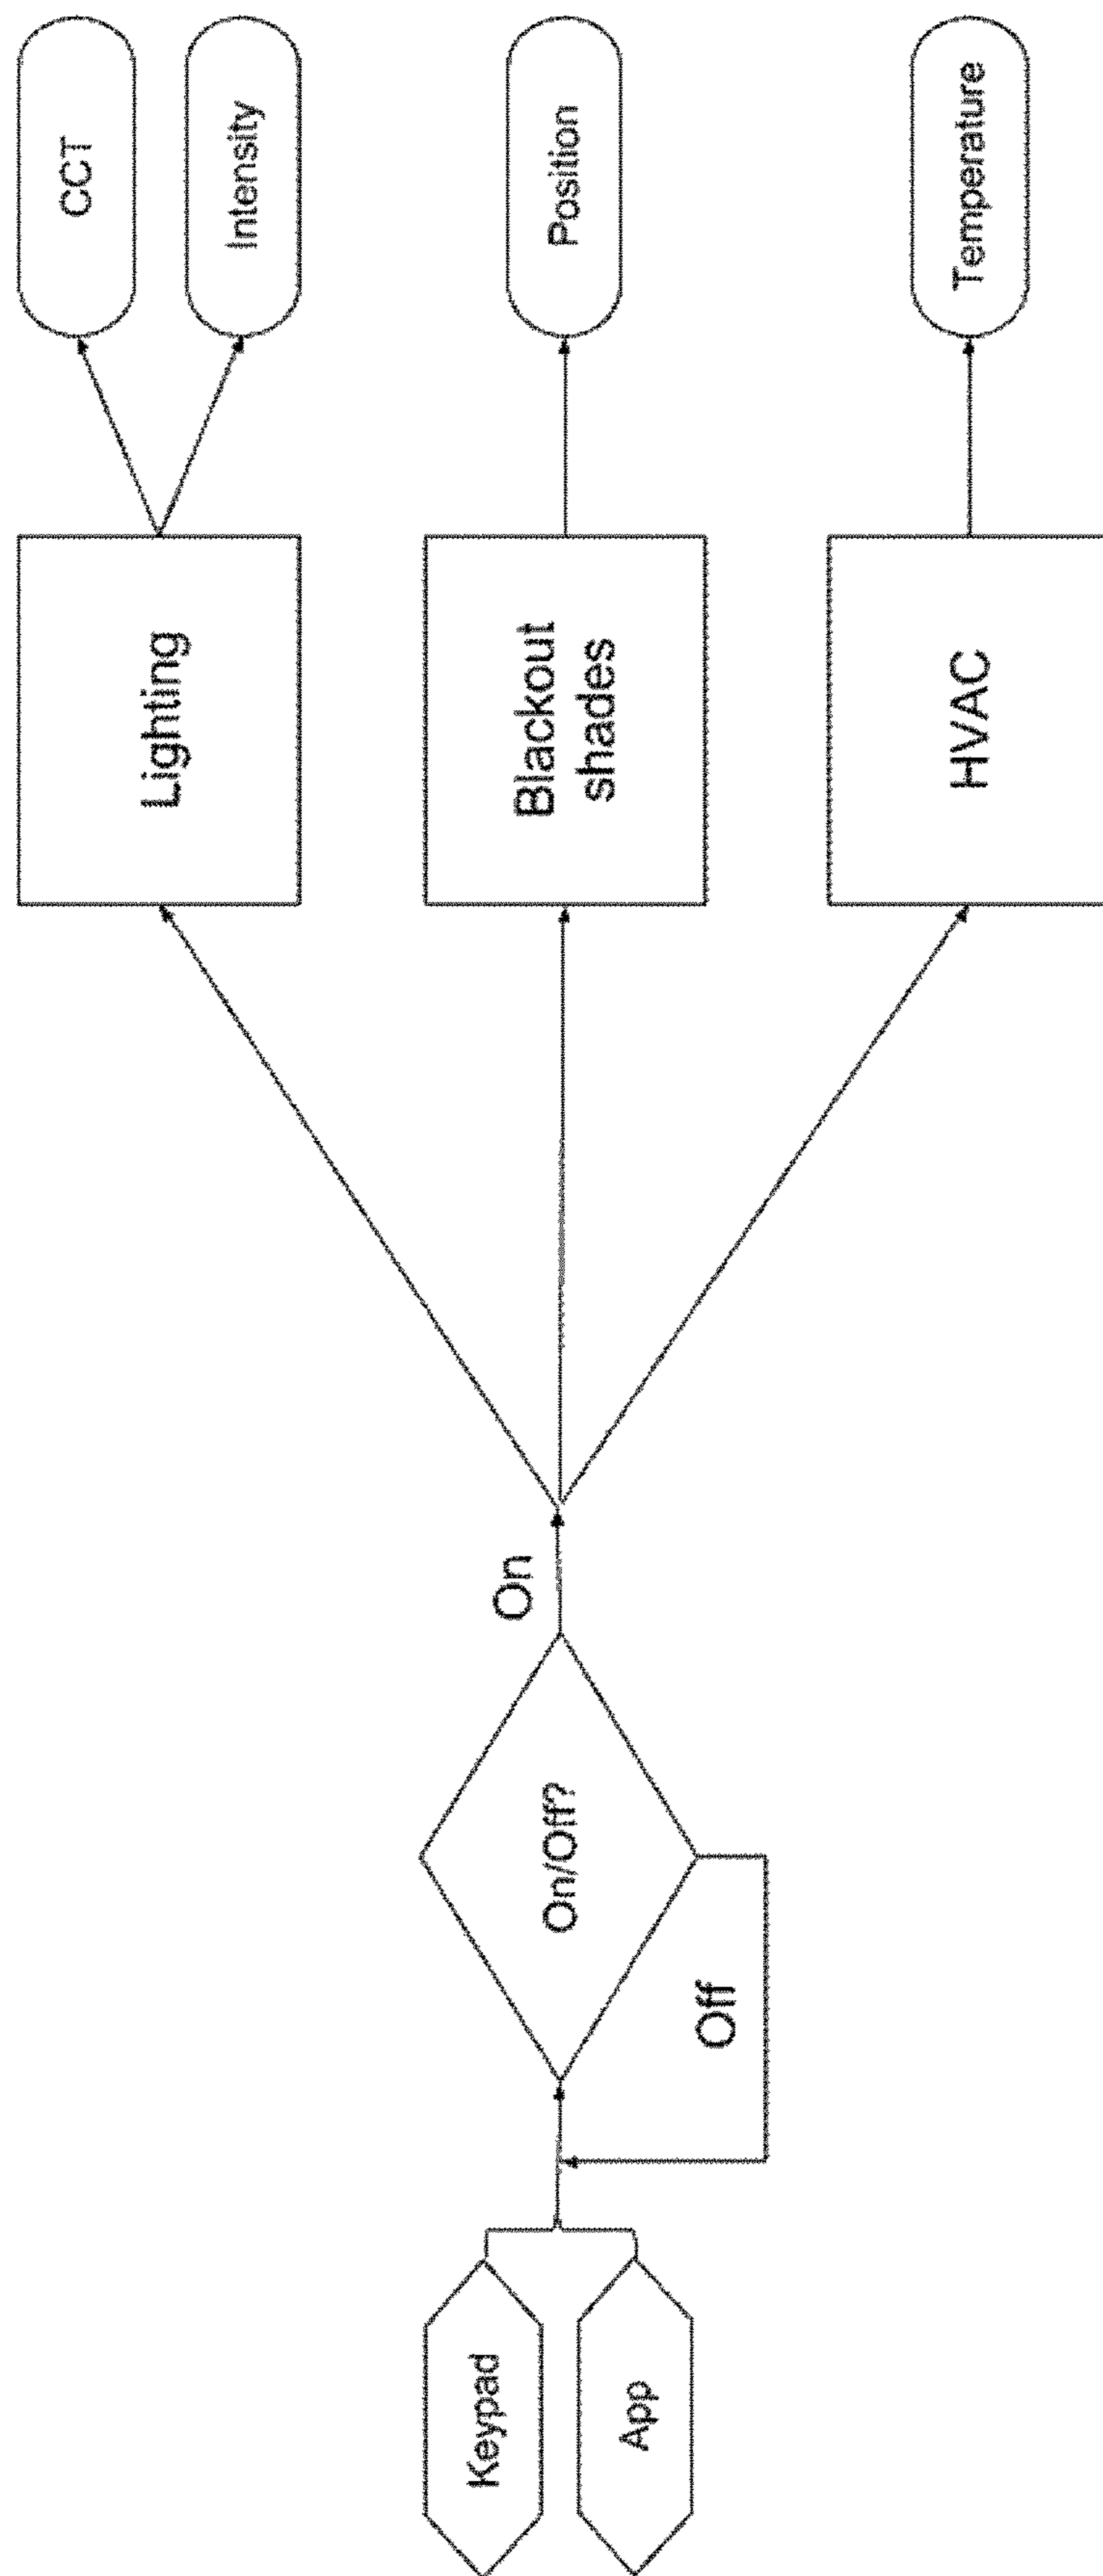 Keypad
App
On/Off?
Off
On
Lighting
Blackout
shades
HVAC
CCT
Intensity
Position
Temperature